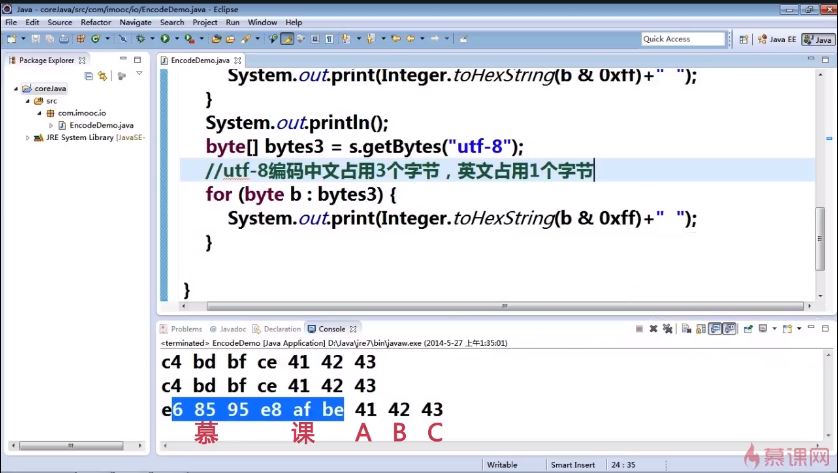 Java - coreJava/src/com/imooc/io/EncodeDemo.java - Eclipse
File Edit Source Refactor Navigate Search Project Run Window Help
Quick Access
Java EE
Java
Package Explorer
EncodeDemo.java
coreJava
src
com.imooc.io
EncodeDemo.java
JRE System Library [JavaSE-
System.out.print(Integer.toHexString(b & 0xff)+" ");
}
System.out.println();
byte[] bytes3 = s.getBytes("utf-8");
//utf-8编码中文占用3个字节，英文占用1个字节
for (byte b : bytes3) {
System.out.print(Integer.toHexString(b & 0xff)+" ");
}
}
Problems @ Javadoc Declaration Console
<terminated> EncodeDemo [Java Application] D:\Java\jre7\bin\javaw.exe (2014-5-27 上午1:35:01)
c4 bd bf ce 41 42 43
c4 bd bf ce 41 42 43
e6 85 95 e8 af be 41 42 43
慕 课 A B C
慕课网
Writable Smart Insert 24 : 35